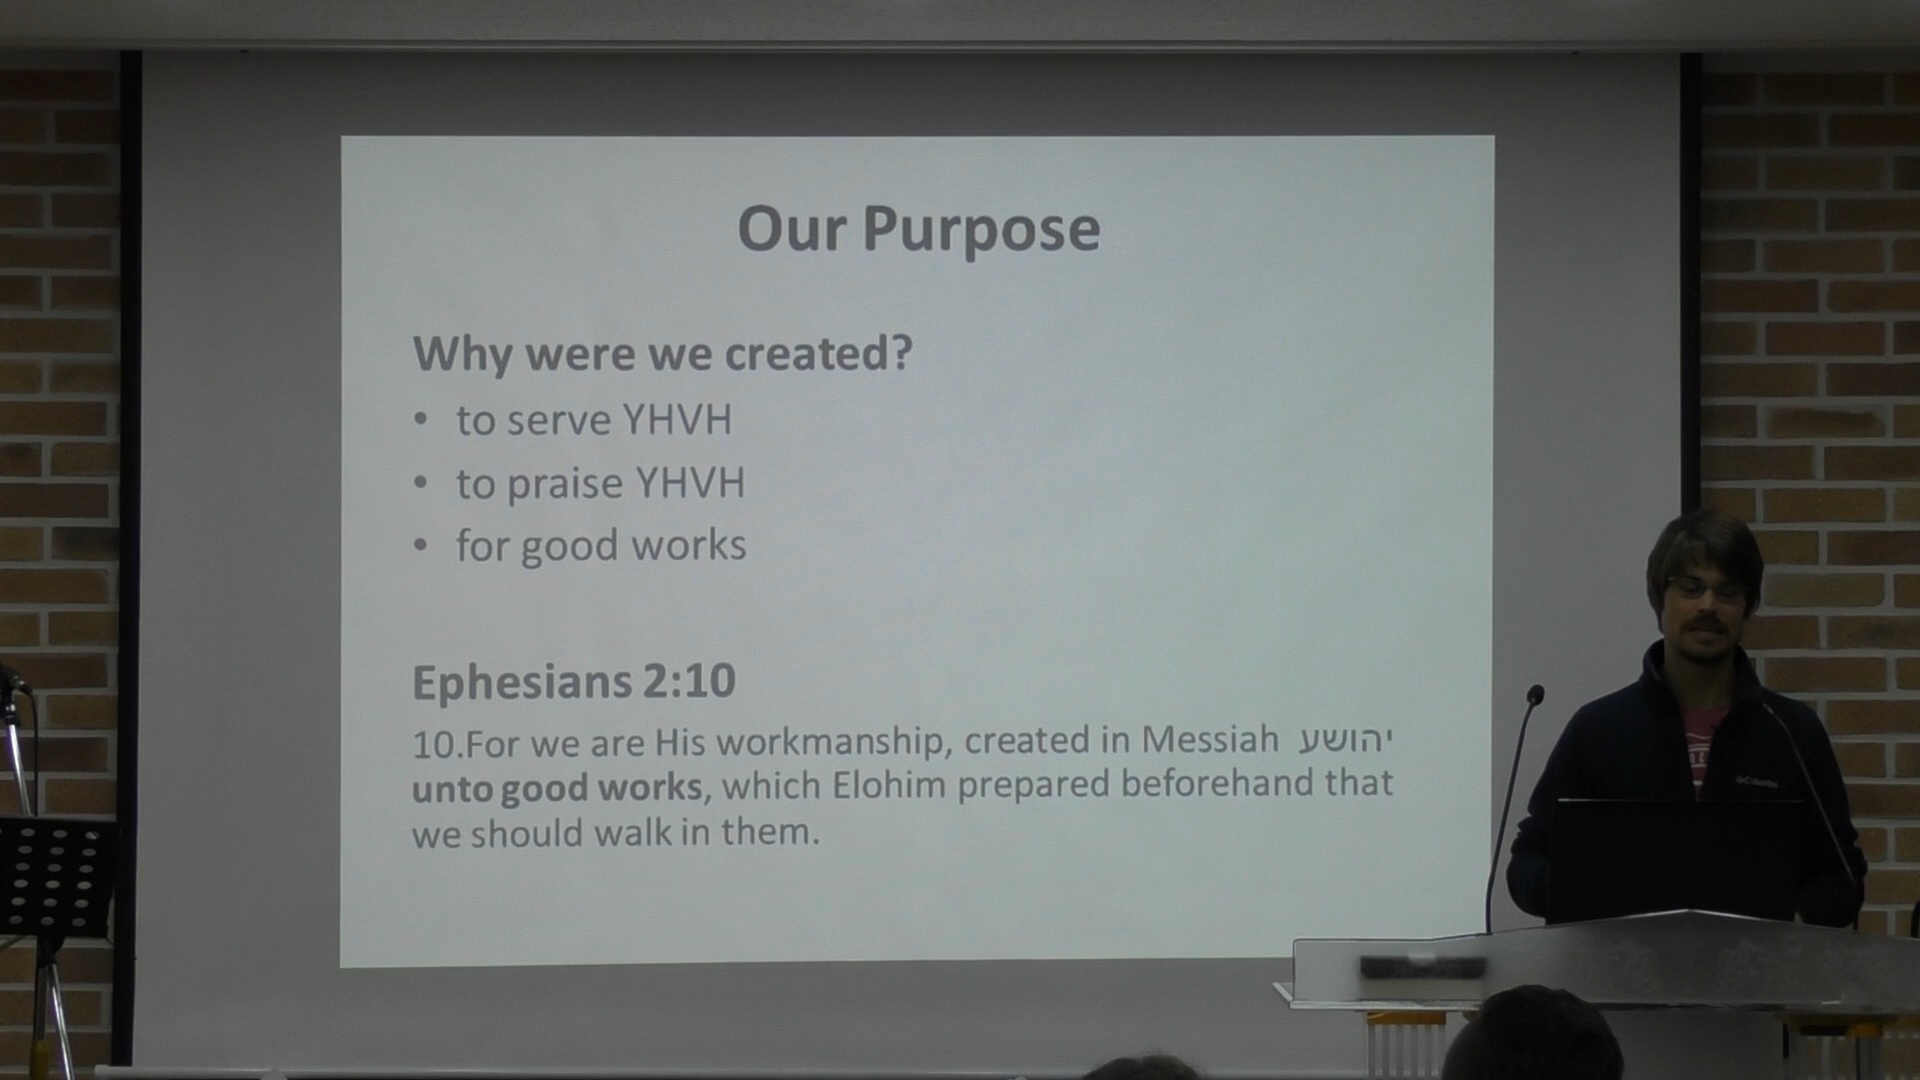 Our Purpose
Why were we created?
• to serve YHVH
• to praise YHVH
• for good works
Ephesians 2:10
10.For we are His workmanship, created in Messiah יהושע
unto good works, which Elohim prepared beforehand that
we should walk in them.
Columbia